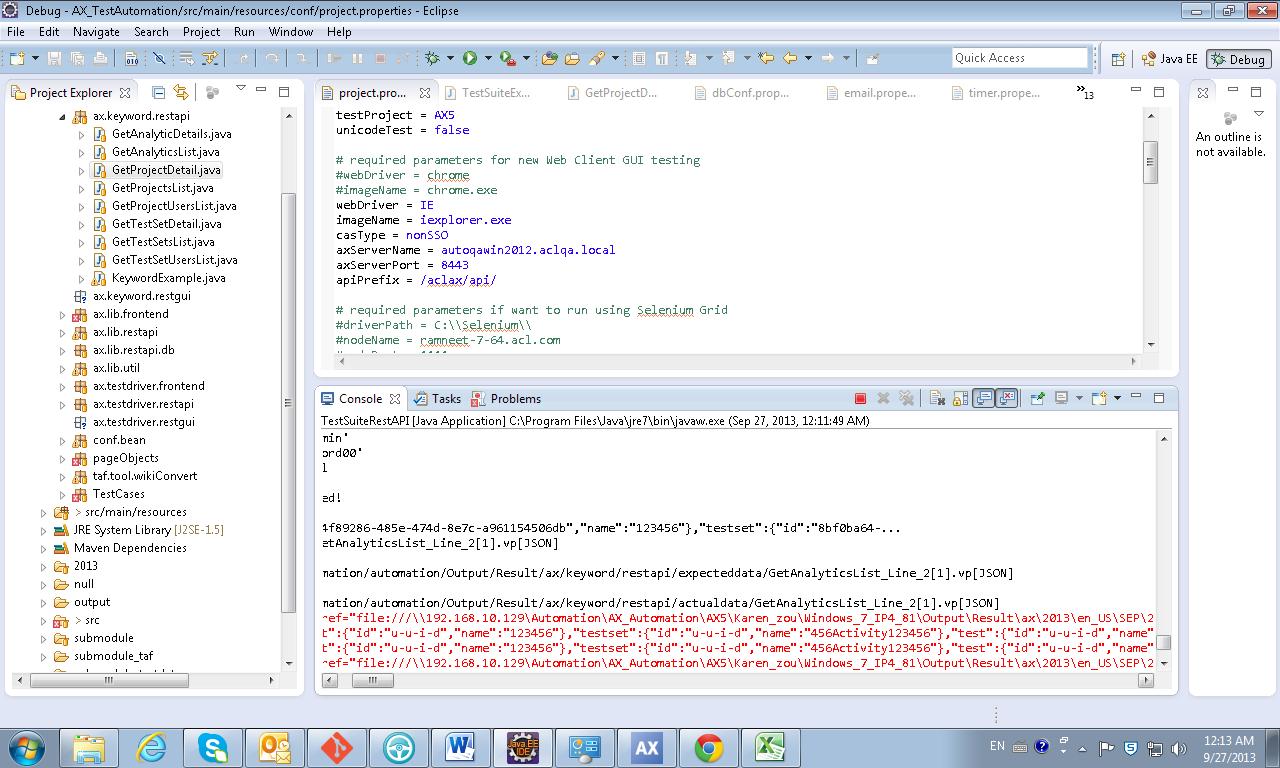 Debug - AX_TestAutomation/src/main/resources/conf/project.properties - Eclipse
File Edit Navigate Search Project Run Window Help
Quick Access
Java EE
Debug
Project Explorer
ax.keyword.restapi
GetAnalyticDetails.java
GetAnalyticsList.java
GetProjectDetail.java
GetProjectsList.java
GetProjectUsersList.java
GetTestSetDetail.java
GetTestSetsList.java
GetTestSetUsersList.java
KeywordExample.java
ax.keyword.restgui
ax.lib.frontend
ax.lib.restapi
ax.lib.restapi.db
ax.lib.util
ax.testdriver.frontend
ax.testdriver.restapi
ax.testdriver.restgui
conf.bean
pageObjects
taf.tool.wikiConvert
TestCases
> src/main/resources
JRE System Library [J2SE-1.5]
Maven Dependencies
2013
null
output
> src
submodule
submodule_taf
project.pro... TestSuiteEx... GetProjectD... dbConf.prop... email.prope... timer.prope... »13
testProject = AX5
unicodeTest = false
# required parameters for new Web Client GUI testing
#webDriver = chrome
#imageName = chrome.exe
webDriver = IE
imageName = iexplorer.exe
casType = nonSSO
axServerName = autoqawin2012.aclqa.local
axServerPort = 8443
apiPrefix = /aclax/api/
# required parameters if want to run using Selenium Grid
#driverPath = C:\\Selenium\\
#nodeName = ramneet-7-64.acl.com
An outline is
not available.
Console Tasks Problems
TestSuiteRestAPI [Java Application] C:\Program Files\Java\jre7\bin\javaw.exe (Sep 27, 2013, 12:11:49 AM)
min'
ord00'
l
ed!
4f89286-485e-474d-8e7c-a961154506db","name":"123456"},"testset":{"id":"8bf0ba64-...
etAnalyticsList_Line_2[1].vp[JSON]
mation/automation/Output/Result/ax/keyword/restapi/expecteddata/GetAnalyticsList_Line_2[1].vp[JSON]
mation/automation/Output/Result/ax/keyword/restapi/actualdata/GetAnalyticsList_Line_2[1].vp[JSON]
ref="file:///\\192.168.10.129\Automation\AX_Automation\AX5\Karen_zou\Windows_7_IP4_81\Output\Result\ax\2013\en_US\SEP\2
t":{"id":"u-u-i-d","name":"123456"},"testset":{"id":"u-u-i-d","name":"456Activity123456"},"test":{"id":"u-u-i-d","name"
t":{"id":"u-u-i-d","name":"123456"},"testset":{"id":"u-u-i-d","name":"456Activity123456"},"test":{"id":"u-u-i-d","name"
ref="file:///\\192.168.10.129\Automation\AX_Automation\AX5\Karen_zou\Windows_7_IP4_81\Output\Result\ax\2013\en_US\SEP\2
Java EE
IDE
AX
EN
12:13 AM
9/27/2013